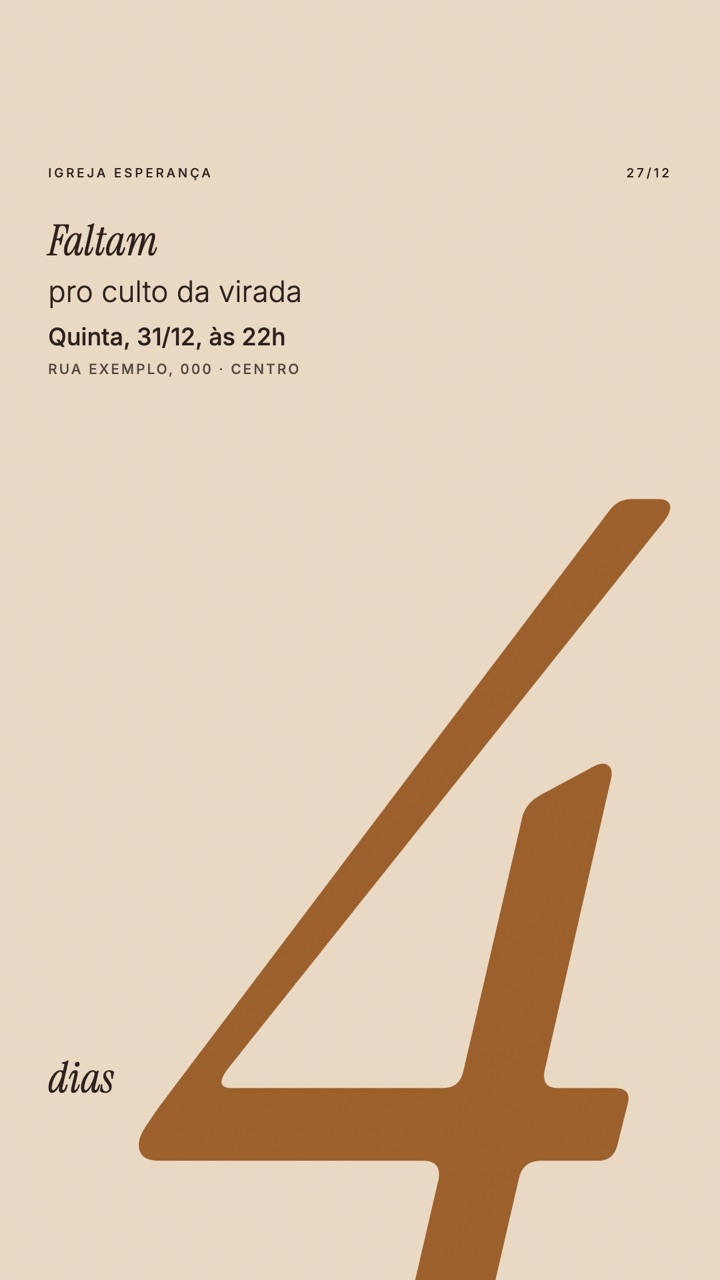 IGREJA ESPERANÇA
27/12
Faltam
pro culto da virada
Quinta, 31/12, às 22h
RUA EXEMPLO, 000 · CENTRO
4
dias